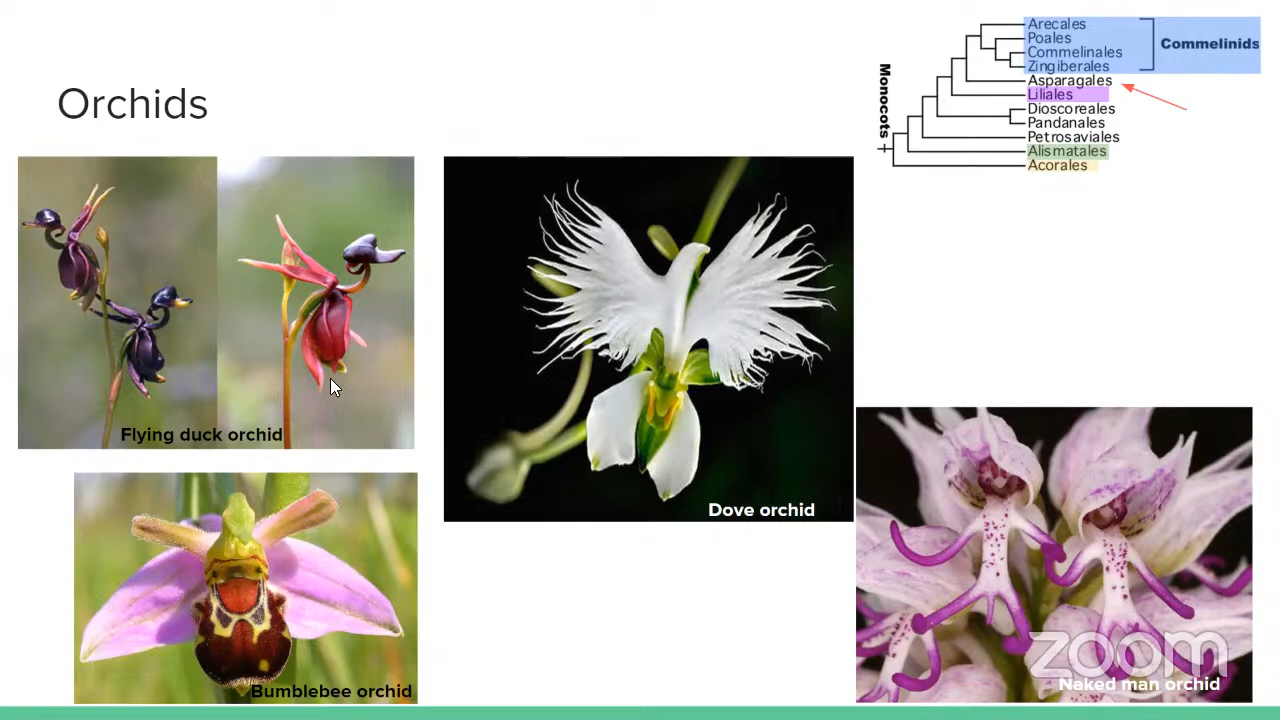 Orchids
Arecales
Poales
Commelinales
Zingiberales
Commelinids
Asparagales
Liliales
Dioscoreales
Pandanales
Petrosaviales
Alismatales
Acorales
Monocots
Flying duck orchid
Dove orchid
Bumblebee orchid
zoom
Naked man orchid